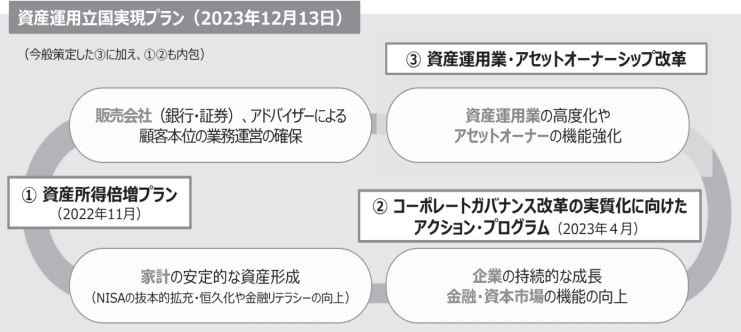 資産運用立国実現プラン（2023年12月13日）
（今般策定した③に加え、①②も内包）
③ 資産運用業・アセットオーナーシップ改革
販売会社（銀行・証券）、アドバイザーによる
顧客本位の業務運営の確保
資産運用業の高度化や
アセットオーナーの機能強化
① 資産所得倍増プラン
（2022年11月）
② コーポレートガバナンス改革の実質化に向けた
アクション・プログラム（2023年４月）
家計の安定的な資産形成
（NISAの抜本的拡充・恒久化や金融リテラシーの向上）
企業の持続的な成長
金融・資本市場の機能の向上